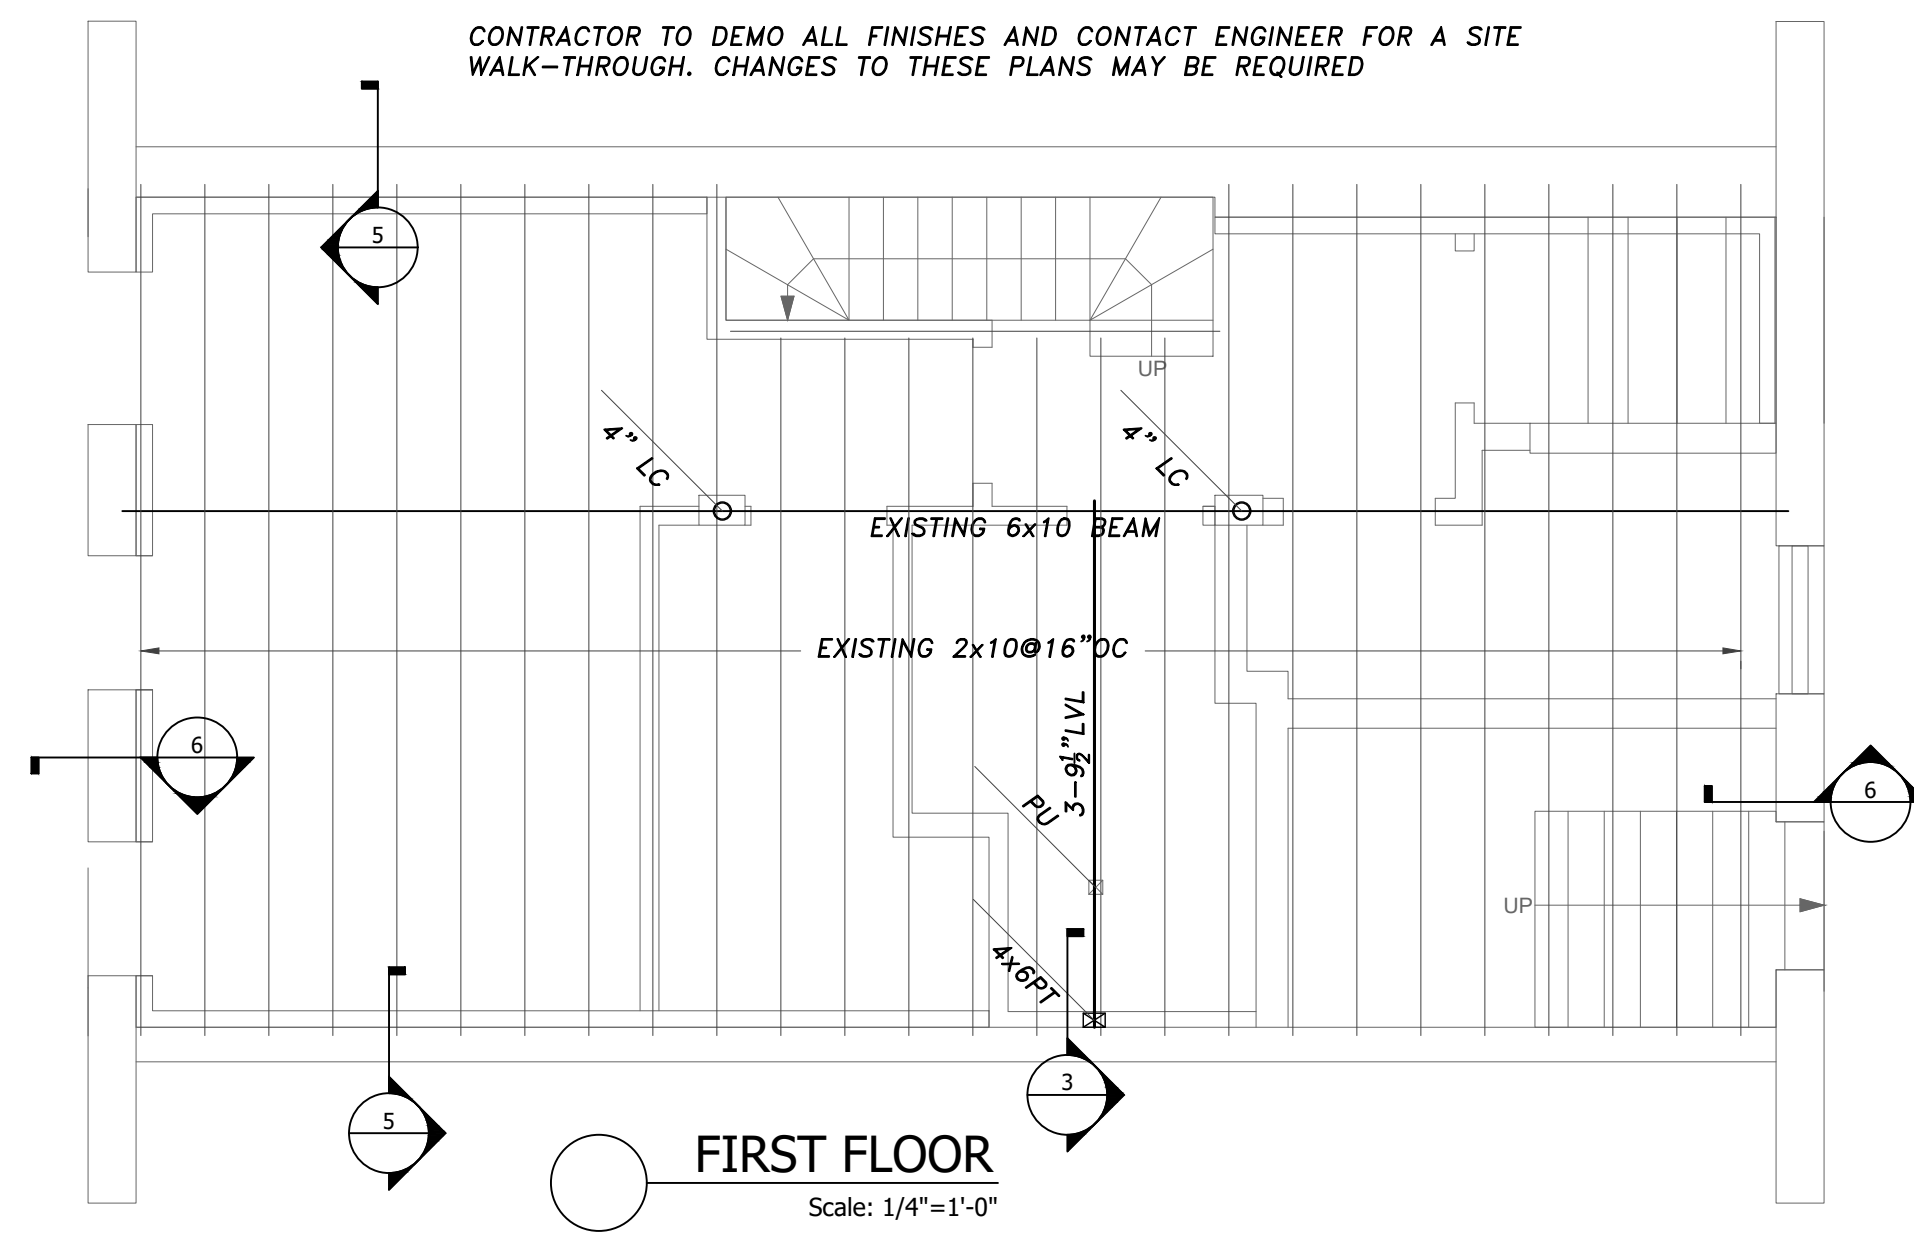 CONTRACTOR TO DEMO ALL FINISHES AND CONTACT ENGINEER FOR A SITE
WALK-THROUGH. CHANGES TO THESE PLANS MAY BE REQUIRED
5
UP
4" LC
4" LC
EXISTING 6x10 BEAM
EXISTING 2x10@16"OC
3-9½"LVL
6
6
PU
UP
4x6PT
3
5
FIRST FLOOR
Scale: 1/4"=1'-0"